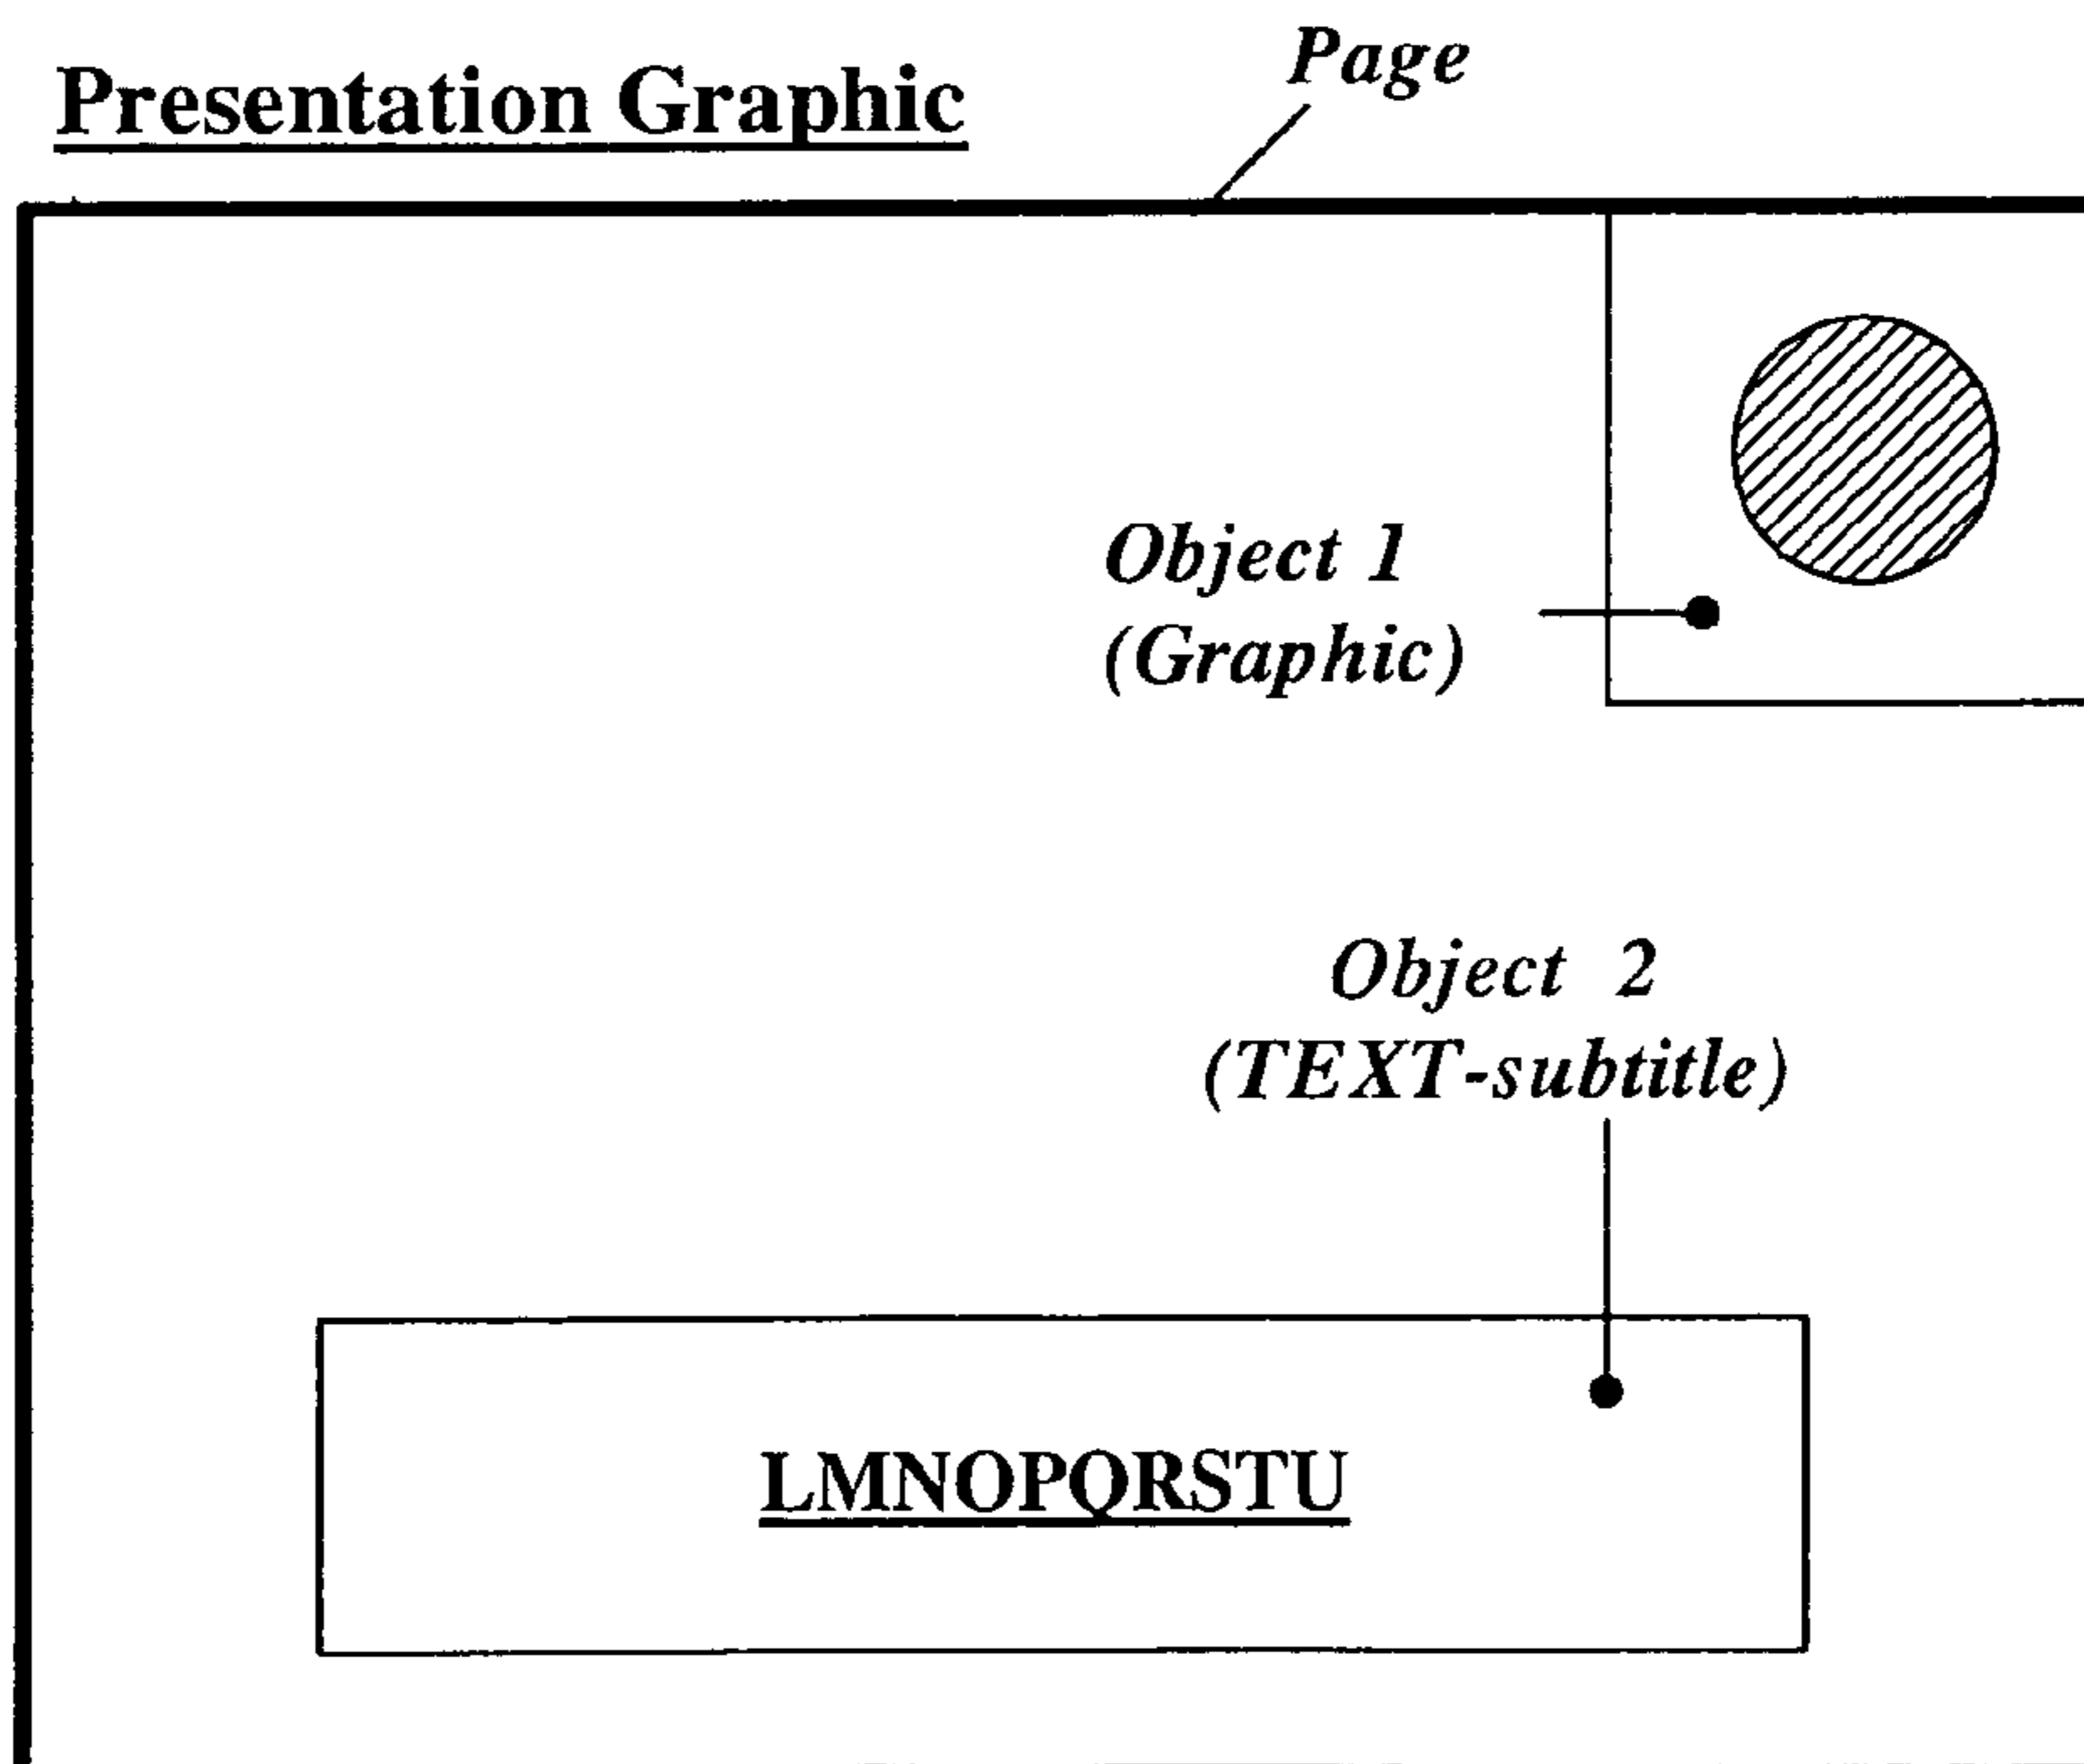 Presentation Graphic
Page
Object 1
(Graphic)
Object 2
(TEXT-subtitle)
LMNOPQRSTU